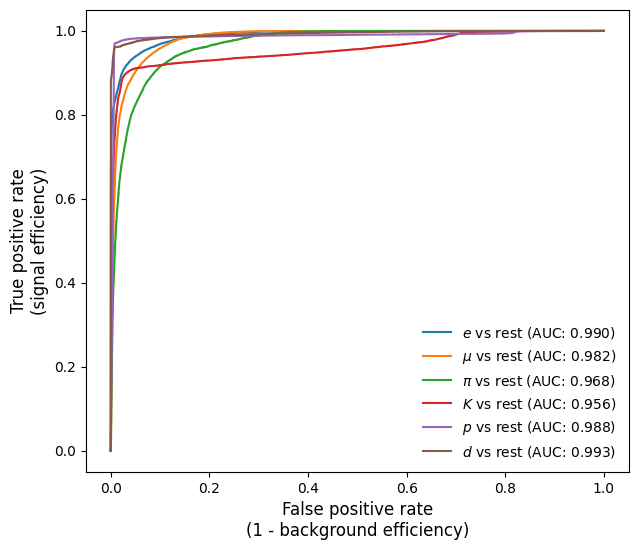 True positive rate
(signal efficiency)
1.0
0.8
0.6
0.4
0.2
0.0
e vs rest (AUC: 0.990)
μ vs rest (AUC: 0.982)
π vs rest (AUC: 0.968)
K vs rest (AUC: 0.956)
p vs rest (AUC: 0.988)
d vs rest (AUC: 0.993)
0.0 0.2 0.4 0.6 0.8 1.0
False positive rate
(1 - background efficiency)